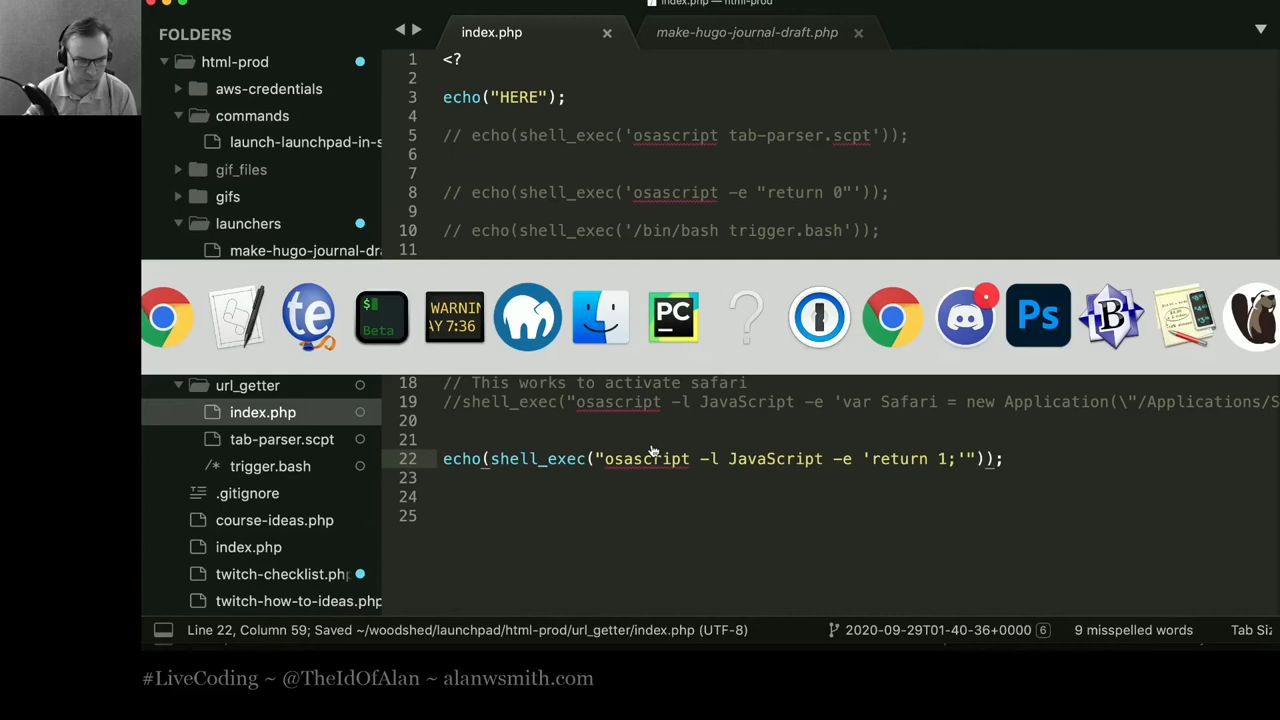 index.php — html-prod
FOLDERS
index.php
make-hugo-journal-draft.php
html-prod
aws-credentials
commands
launch-launchpad-in-s
gif_files
gifs
launchers
make-hugo-journal-dra
1 <?
2
3 echo("HERE");
4
5 // echo(shell_exec('osascript tab-parser.scpt'));
6
7
8 // echo(shell_exec('osascript -e "return 0"'));
9
10 // echo(shell_exec('/bin/bash trigger.bash'));
11
$
Beta
WARNIN
AY 7:36
te
PC
Ps
B
url_getter
index.php
tab-parser.scpt
/* trigger.bash
.gitignore
course-ideas.php
index.php
twitch-checklist.php
twitch-how-to-ideas.php
18 // This works to activate safari
19 //shell_exec("osascript -l JavaScript -e 'var Safari = new Application(\"/Applications/S
20
21
22 echo(shell_exec("osascript -l JavaScript -e 'return 1;'"));
23
24
25
Line 22, Column 59; Saved ~/woodshed/launchpad/html-prod/url_getter/index.php (UTF-8)
2020-09-29T01-40-36+0000 6
9 misspelled words
Tab Siz
#LiveCoding ~ @TheIdOfAlan ~ alanwsmith.com